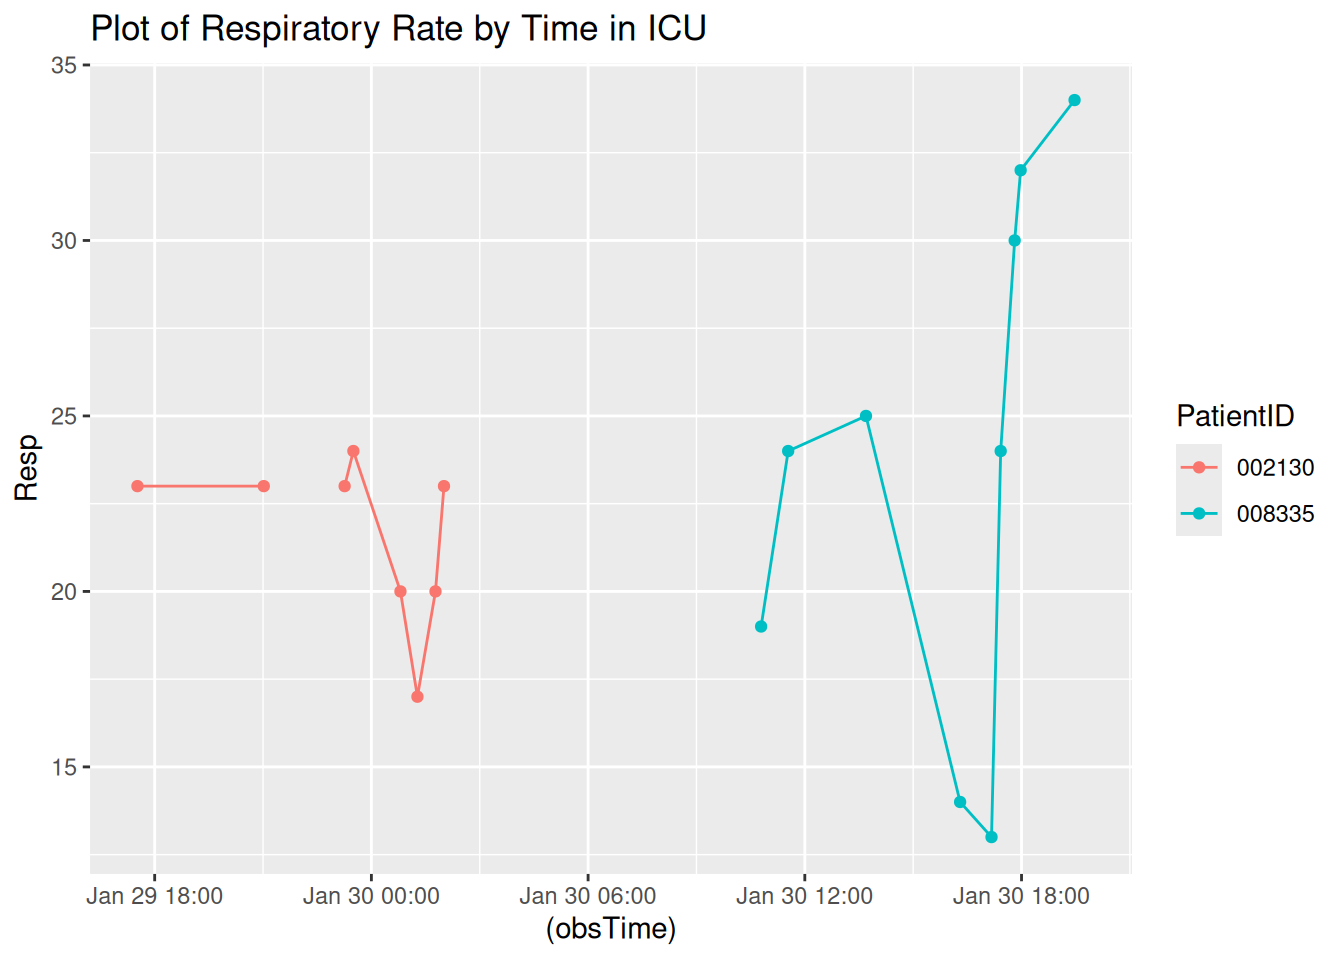 Plot of Respiratory Rate by Time in ICU
35
30
25
20
15
Resp
Jan 29 18:00 Jan 30 00:00 Jan 30 06:00 Jan 30 12:00 Jan 30 18:00
(obsTime)
PatientID
002130
008335